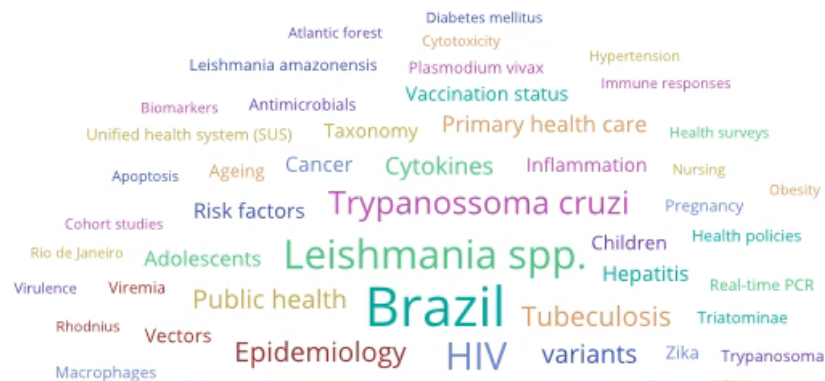 Diabetes mellitus
Atlantic forest
Cytotoxicity
Hypertension
Leishmania amazonensis
Plasmodium vivax
Immune responses
Vaccination status
Biomarkers
Antimicrobials
Unified health system (SUS)
Taxonomy
Primary health care
Health surveys
Apoptosis
Ageing
Cancer
Cytokines
Inflammation
Nursing
Obesity
Risk factors
Trypanossoma cruzi
Pregnancy
Cohort studies
Rio de Janeiro
Adolescents
Leishmania spp.
Children
Health policies
Hepatitis
Real-time PCR
Virulence
Viremia
Public health
Brazil
Tubeculosis
Triatominae
Rhodnius
Vectors
Epidemiology
HIV
variants
Zika
Trypanosoma
Macrophages